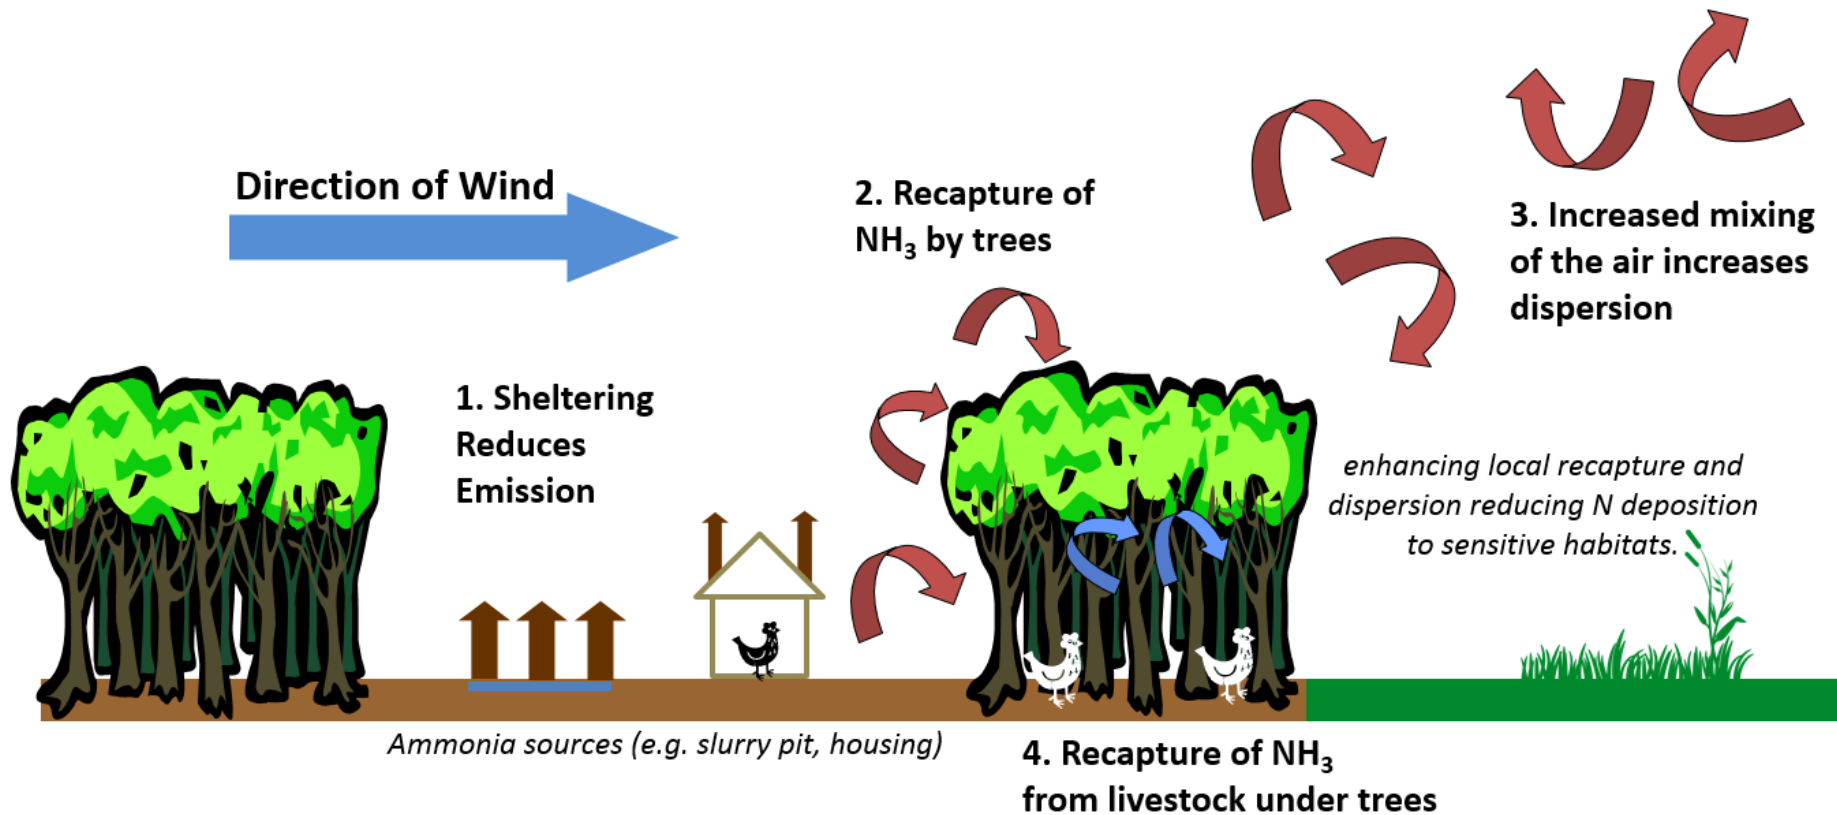 Direction of Wind
1. Sheltering
Reduces
Emission
2. Recapture of
NH₃ by trees
3. Increased mixing
of the air increases
dispersion
enhancing local recapture and
dispersion reducing N deposition
to sensitive habitats.
Ammonia sources (e.g. slurry pit, housing)
4. Recapture of NH₃
from livestock under trees